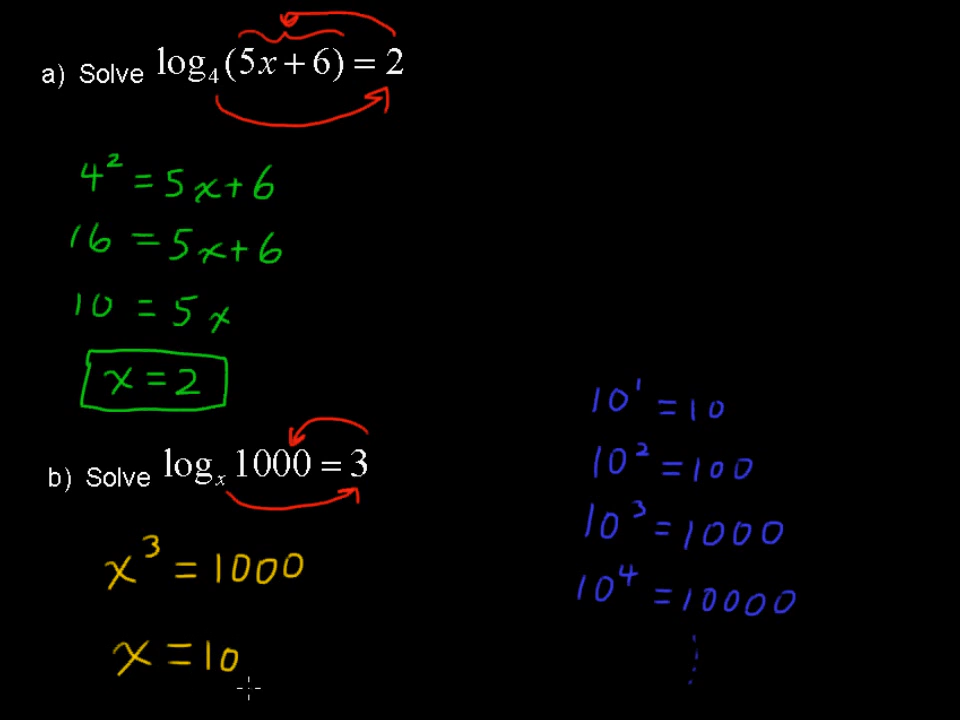 a) Solve log₄(5x + 6) = 2
4² = 5x + 6
16 = 5x + 6
10 = 5x
x = 2
b) Solve logₓ 1000 = 3
x³ = 1000
x = 10
10¹ = 10
10² = 100
10³ = 1000
10⁴ = 10000